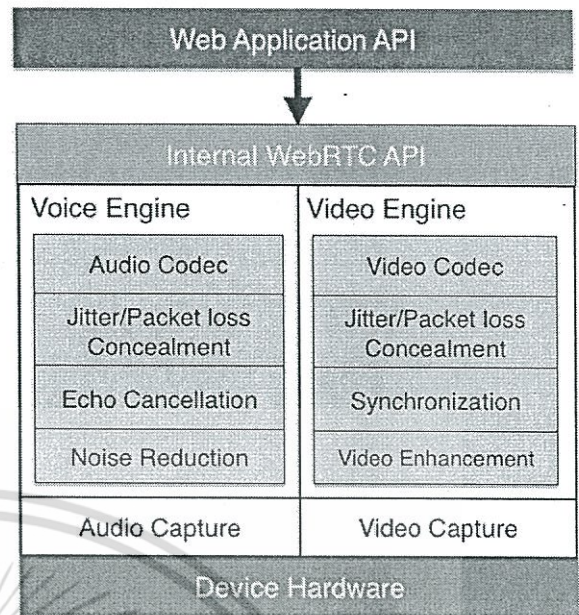 Web Application API
Internal WebRTC API
Voice Engine
Audio Codec
Jitter/Packet loss
Concealment
Echo Cancellation
Noise Reduction
Audio Capture
Video Engine
Video Codec
Jitter/Packet loss
Concealment
Synchronization
Video Enhancement
Video Capture
Device Hardware